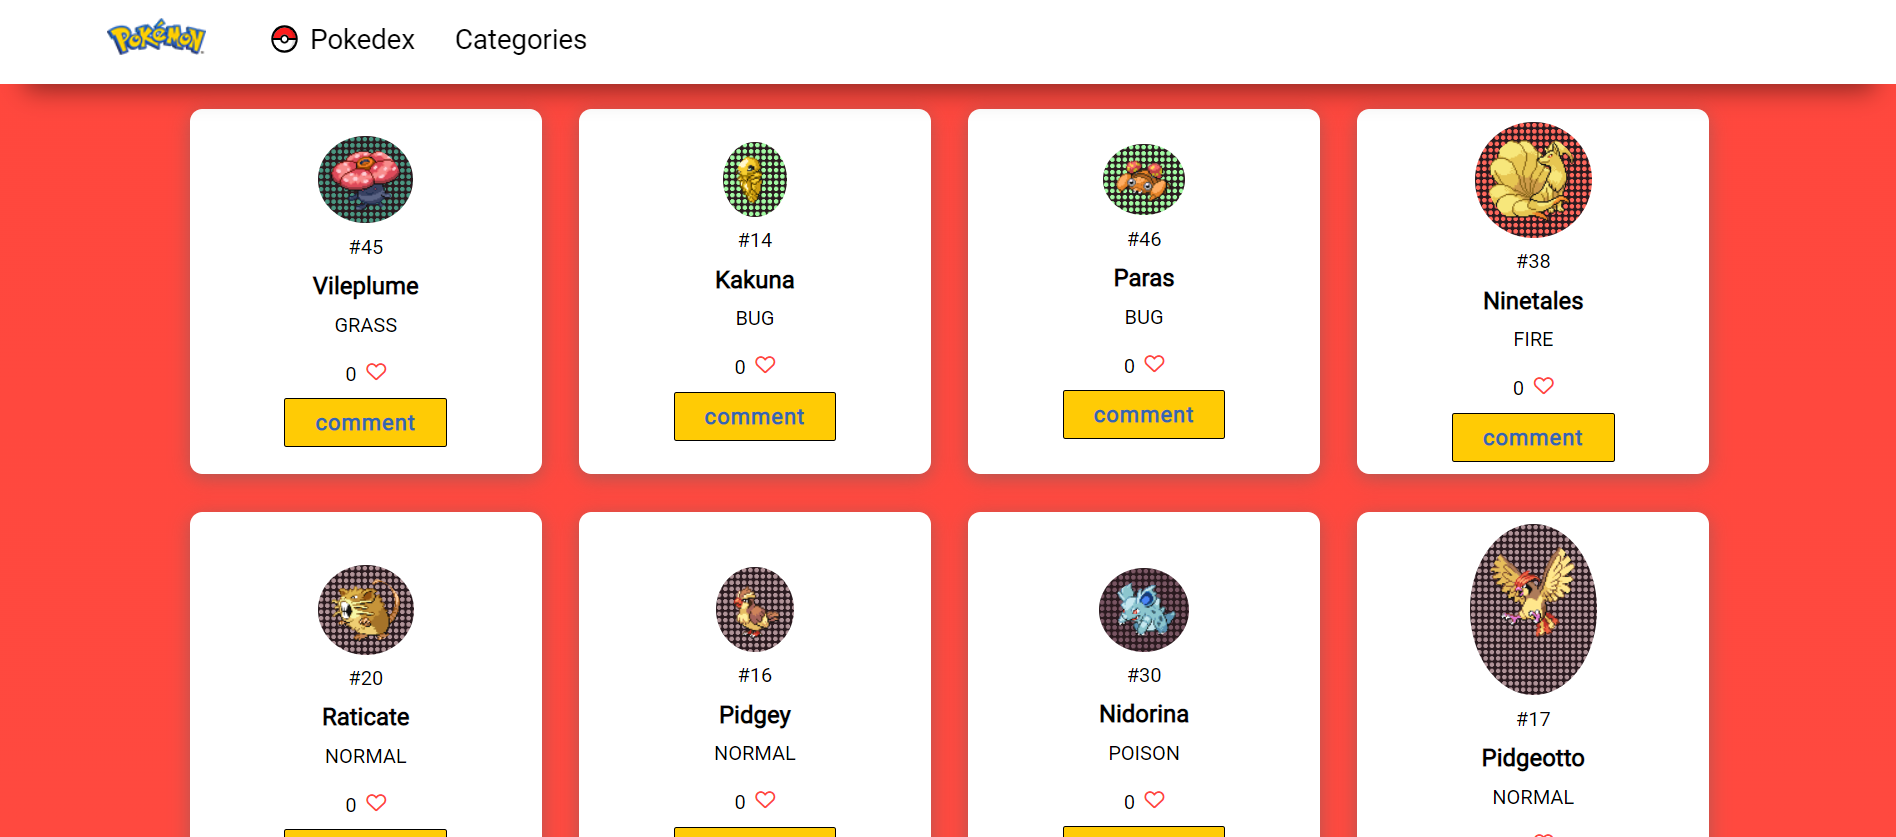 Pokémon
Pokedex
Categories
#45
Vileplume
GRASS
0
comment
#14
Kakuna
BUG
0
comment
#46
Paras
BUG
0
comment
#38
Ninetales
FIRE
0
comment
#20
Raticate
NORMAL
0
#16
Pidgey
NORMAL
0
#30
Nidorina
POISON
0
#17
Pidgeotto
NORMAL